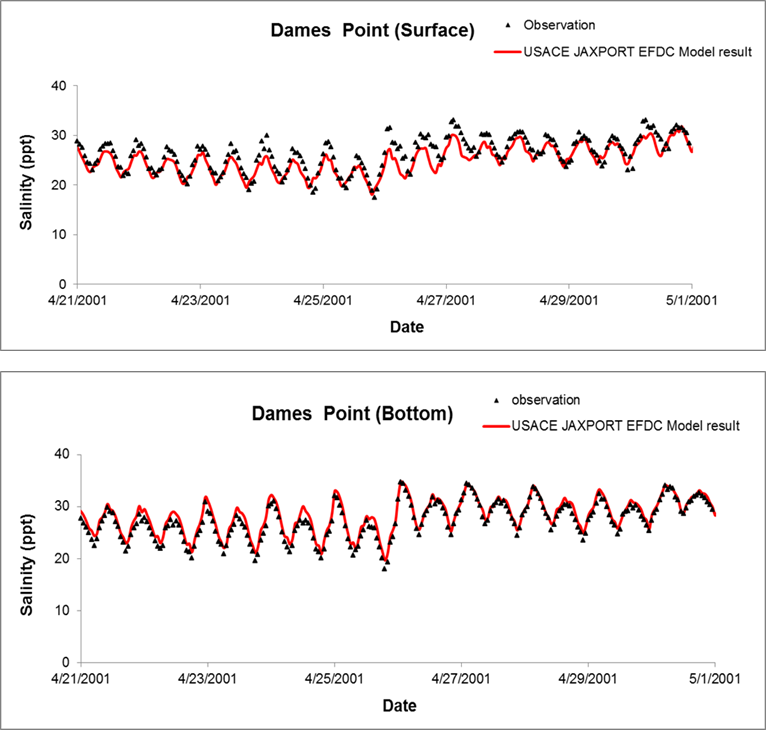 Dames Point (Surface)
Observation
USACE JAXPORT EFDC Model result
Salinity (ppt)
40
30
20
10
0
4/21/2001 4/23/2001 4/25/2001 4/27/2001 4/29/2001 5/1/2001
Date
Dames Point (Bottom)
observation
USACE JAXPORT EFDC Model result
Salinity (ppt)
40
30
20
10
0
4/21/2001 4/23/2001 4/25/2001 4/27/2001 4/29/2001 5/1/2001
Date